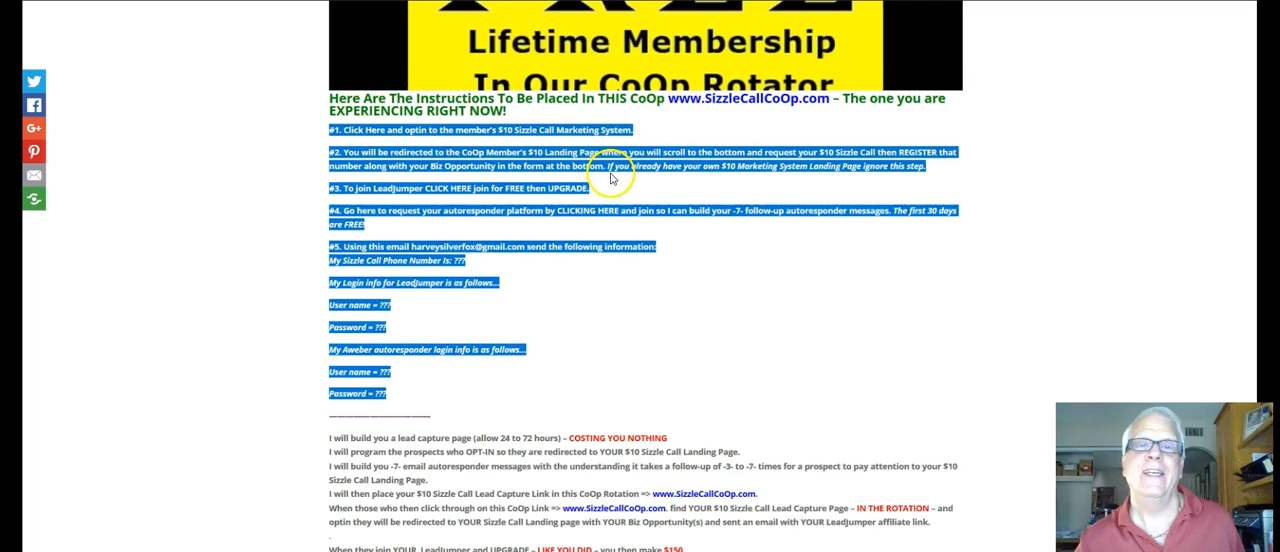 Lifetime Membership
In Our CoOp Rotator
Here Are The Instructions To Be Placed In THIS CoOp www.SizzleCallCoOp.com – The one you are
EXPERIENCING RIGHT NOW!
#1. Click Here and optin to the member's $10 Sizzle Call Marketing System.
#2. You will be redirected to the CoOp Member's $10 Landing Page where you will scroll to the bottom and request your $10 Sizzle Call then REGISTER that
number along with your Biz Opportunity in the form at the bottom. If you already have your own $10 Marketing System Landing Page ignore this step.
#3. To join LeadJumper CLICK HERE join for FREE then UPGRADE.
#4. Go here to request your autoresponder platform by CLICKING HERE and join so I can build your -7- follow-up autoresponder messages. The first 30 days
are FREE!
#5. Using this email harveysilverfox@gmail.com send the following information:
My Sizzle Call Phone Number Is: ???
My Login info for LeadJumper is as follows...
User name = ???
Password = ???
My Aweber autoresponder login info is as follows...
User name = ???
Password = ???
—————————————-
I will build you a lead capture page (allow 24 to 72 hours) – COSTING YOU NOTHING
I will program the prospects who OPT-IN so they are redirected to YOUR $10 Sizzle Call Landing Page.
I will build -7- email autoresponder messages with the understanding it takes a follow-up of -3- to -7- times for a prospect to pay attention to your $10
Sizzle Call Landing Page.
I will then place your $10 Sizzle Call Lead Capture Link in this CoOp Rotation => www.SizzleCallCoOp.com.
When those who then click through on this CoOp Link => www.SizzleCallCoOp.com. find YOUR $10 Sizzle Call Lead Capture Page – IN THE ROTATION – and
optin they will be redirected to YOUR Sizzle Call Landing page with YOUR Biz Opportunity(s) and sent an email with YOUR LeadJumper affiliate link.
.
When they join YOUR LeadJumper and UPGRADE – LIKE YOU DID – you then make $150